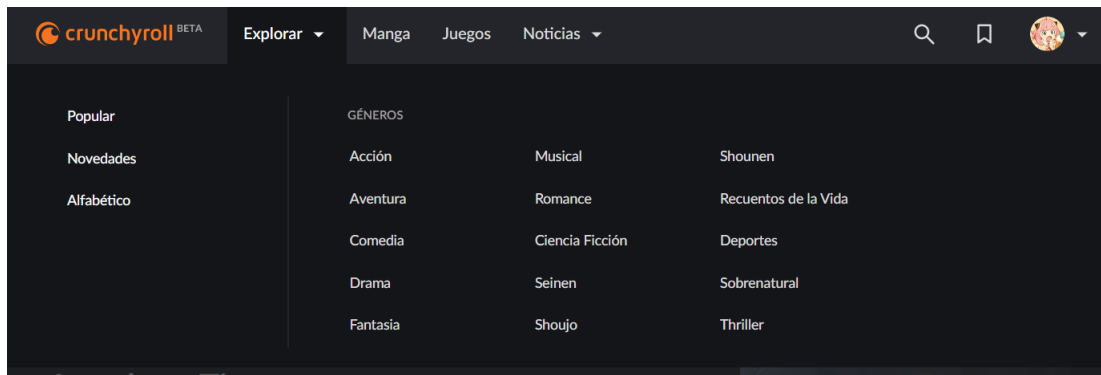 crunchyroll BETA
Explorar
Manga
Juegos
Noticias
Popular
Novedades
Alfabético
GÉNEROS
Acción
Aventura
Comedia
Drama
Fantasia
Musical
Romance
Ciencia Ficción
Seinen
Shoujo
Shounen
Recuentos de la Vida
Deportes
Sobrenatural
Thriller